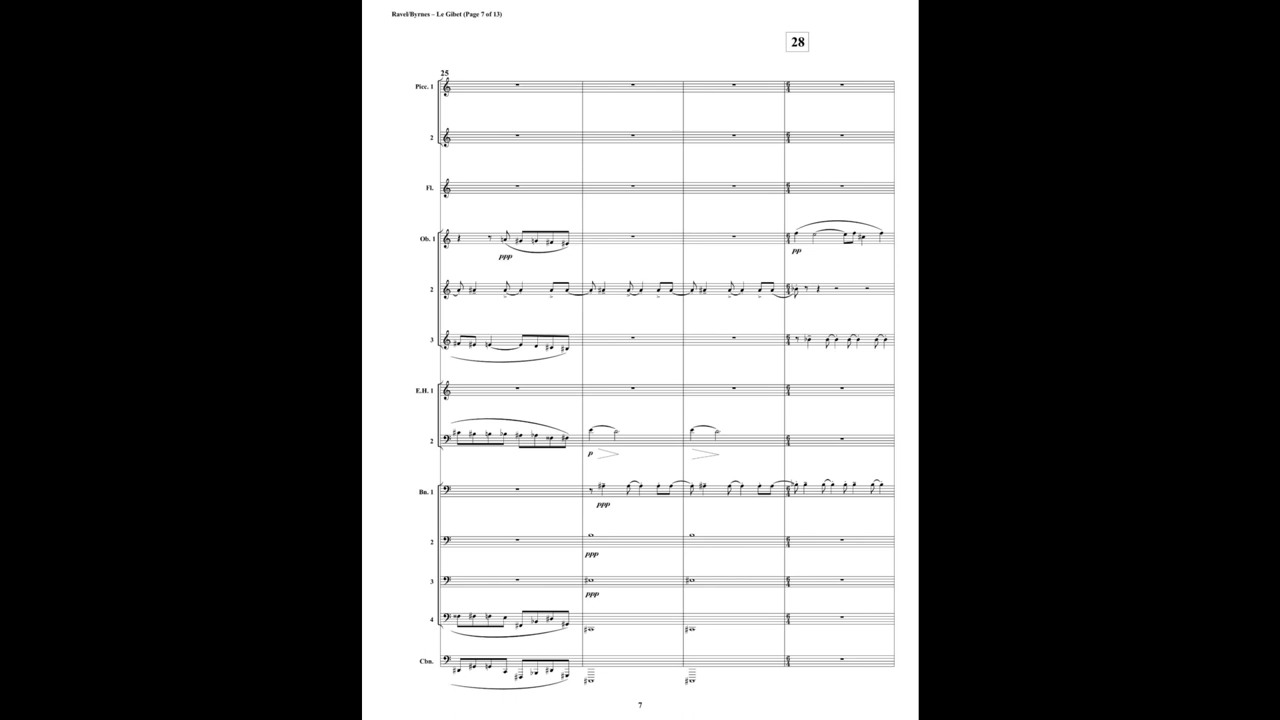 Ravel/Byrnes – Le Gibet (Page 7 of 13)
28
25
Picc. 1
2
Fl.
Ob. 1
ppp
pp
2
3
E.H. 1
2
p
Bn. 1
ppp
2
ppp
3
ppp
4
Cbn.
7